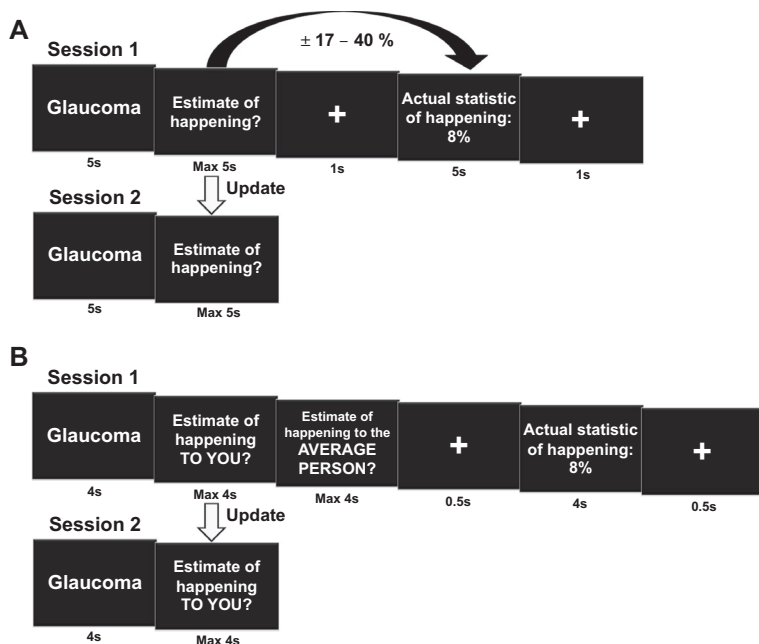 A
± 17 – 40 %
Session 1
Glaucoma
Estimate of
happening?
+
Actual statistic
of happening:
8%
+
5s
Max 5s
1s
5s
1s
Update
Session 2
Glaucoma
Estimate of
happening?
5s
Max 5s
B
Session 1
Glaucoma
Estimate of
happening
TO YOU?
Estimate of
happening to the
AVERAGE
PERSON?
+
Actual statistic
of happening:
8%
+
4s
Max 4s
Max 4s
0.5s
4s
0.5s
Update
Session 2
Glaucoma
Estimate of
happening
TO YOU?
4s
Max 4s